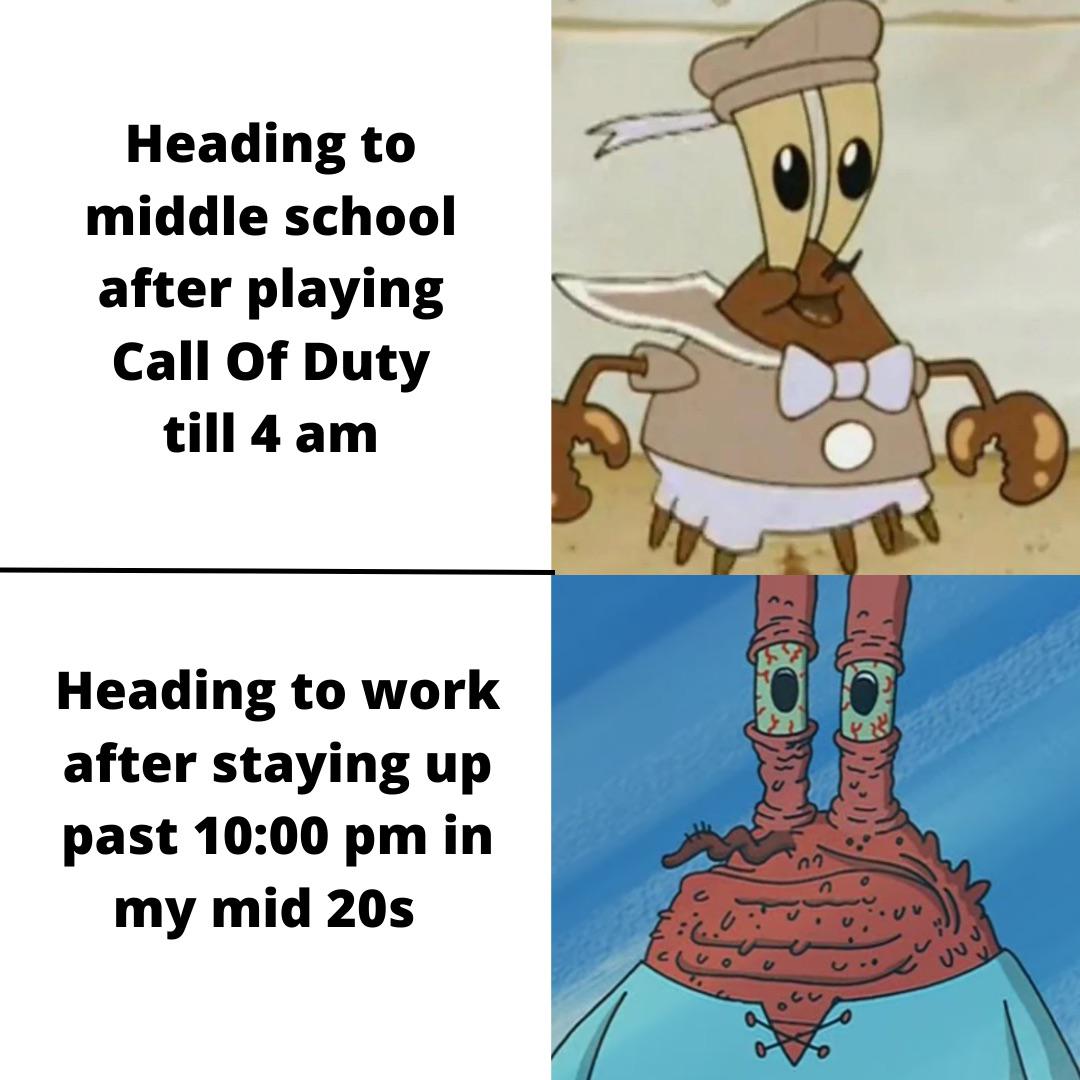 Heading to
middle school
after playing
Call Of Duty
till 4 am
Heading to work
after staying up
past 10:00 pm in
my mid 20s